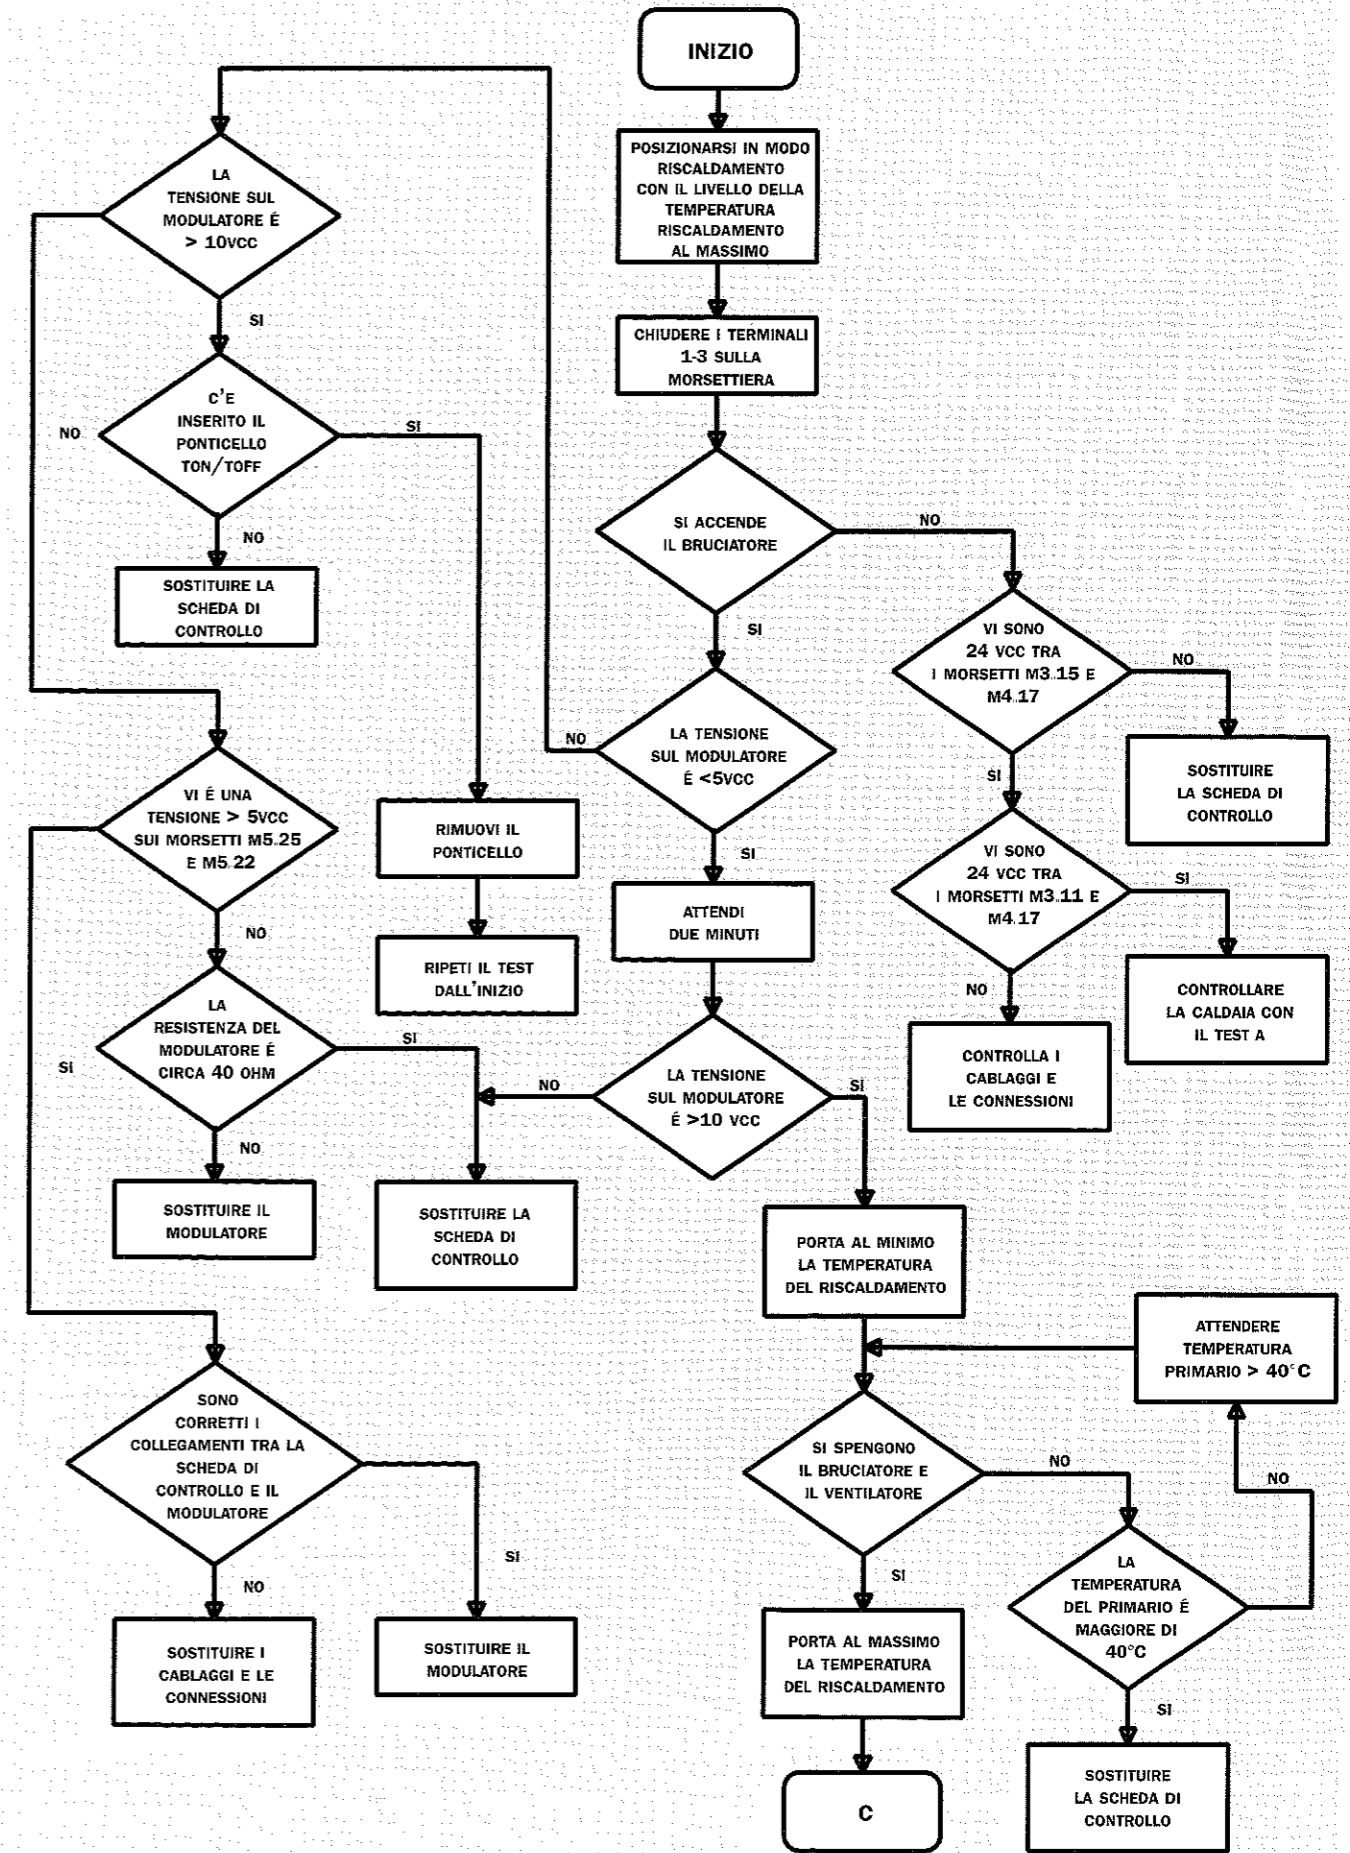 INIZIO
POSIZIONARSI IN MODO
RISCALDAMENTO
CON IL LIVELLO DELLA
TEMPERATURA
RISCALDAMENTO
AL MASSIMO
CHIUDERE I TERMINALI
1-3 SULLA
MORSETTIERA
SI ACCENDE
IL BRUCIATORE
NO
SI
VI SONO
24 VCC TRA
I MORSETTI M3.15 E
M4.17
NO
SOSTITUIRE
LA SCHEDA DI
CONTROLLO
SI
VI SONO
24 VCC TRA
I MORSETTI M3.11 E
M4.17
SI
CONTROLLARE
LA CALDAIA CON
IL TEST A
NO
CONTROLLA I
CABLAGGI E
LE CONNESSIONI
LA TENSIONE
SUL MODULATORE
É <5VCC
NO
SI
ATTENDI
DUE MINUTI
LA TENSIONE
SUL MODULATORE
É >10 VCC
NO
SI
PORTA AL MINIMO
LA TEMPERATURA
DEL RISCALDAMENTO
ATTENDERE
TEMPERATURA
PRIMARIO > 40°C
SI SPENGONO
IL BRUCIATORE E
IL VENTILATORE
NO
NO
LA
TEMPERATURA
DEL PRIMARIO É
MAGGIORE DI
40°C
SI
SOSTITUIRE
LA SCHEDA DI
CONTROLLO
SI
PORTA AL MASSIMO
LA TEMPERATURA
DEL RISCALDAMENTO
C
LA
TENSIONE SUL
MODULATORE É
> 10VCC
SI
NO
C'E
INSERITO IL
PONTICELLO
TON/TOFF
SI
NO
SOSTITUIRE LA
SCHEDA DI
CONTROLLO
RIMUOVI IL
PONTICELLO
RIPETI IL TEST
DALL'INIZIO
VI É UNA
TENSIONE > 5VCC
SUI MORSETTI M5.25
E M5.22
NO
SI
LA
RESISTENZA DEL
MODULATORE É
CIRCA 40 OHM
SI
NO
SOSTITUIRE IL
MODULATORE
SOSTITUIRE LA
SCHEDA DI
CONTROLLO
SONO
CORRETTI I
COLLEGAMENTI TRA LA
SCHEDA DI
CONTROLLO E IL
MODULATORE
SI
NO
SOSTITUIRE I
CABLAGGI E LE
CONNESSIONI
SOSTITUIRE IL
MODULATORE